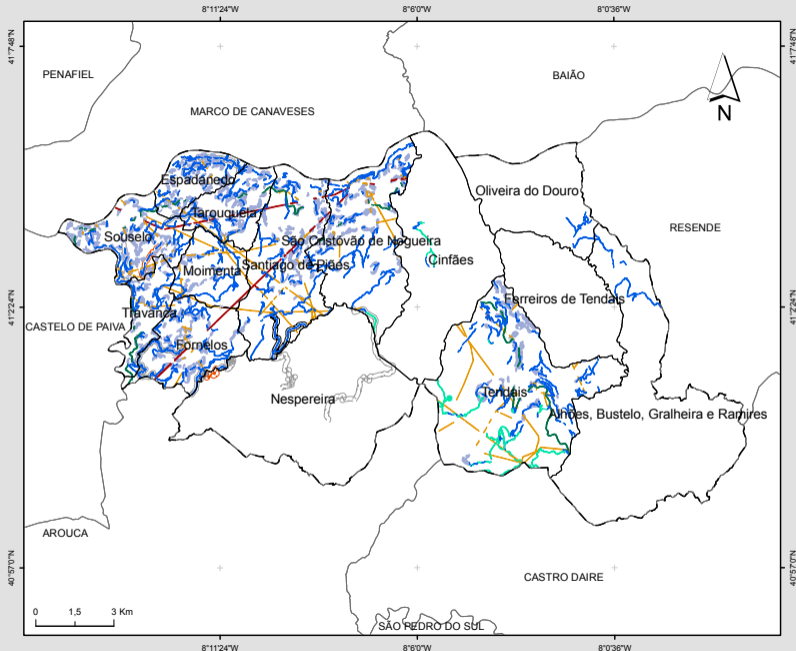 8°11'24"W
8°6'0"W
8°0'36"W
41°7'48"N
41°7'48"N
PENAFIEL
BAIÃO
MARCO DE CANAVESES
N
Espadanedo
Oliveira do Douro
Tarouquela
RESENDE
Souselo
São Cristóvão de Nogueira
Cinfães
Santiago de Piães
Moimenta
Ferreiros de Tendais
41°2'24"N
41°2'24"N
Travanca
CASTELO DE PAIVA
Fornelos
Tendais
Nespereira
Alhões, Bustelo, Gralheira e Ramires
AROUCA
40°57'0"N
40°57'0"N
CASTRO DAIRE
0 1,5 3 Km
SÃO PEDRO DO SUL
8°11'24"W
8°6'0"W
8°0'36"W